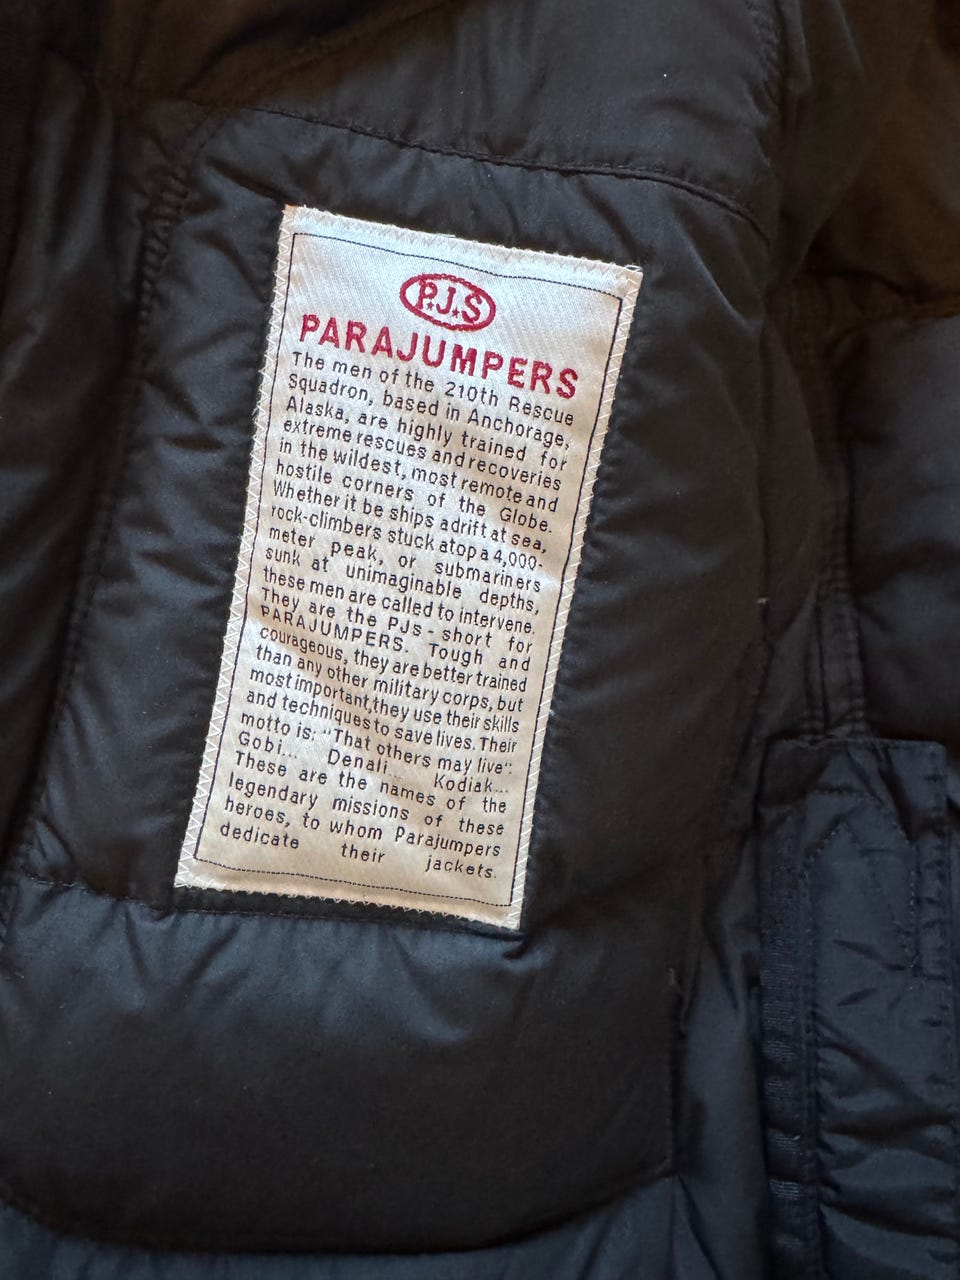 P.J.S
PARAJUMPERS
The men of the 210th Rescue
Squadron, based in Anchorage,
Alaska, are highly trained for
extreme rescues and recoveries
in the wildest, most remote and
hostile corners of the Globe.
Whether it be ships adrift at sea,
rock-climbers stuck atop a 4,000-
meter peak, or submariners
sunk at unimaginable depths,
these men are called to intervene.
They are the PJs - short for
PARAJUMPERS. Tough and
courageous, they are better trained
than any other military corps, but
most important,they use their skills
and techniques to save lives. Their
motto is: "That others may live".
Gobi... Denali... Kodiak...
These are the names of the
legendary missions of these
heroes, to whom Parajumpers
dedicate their jackets.